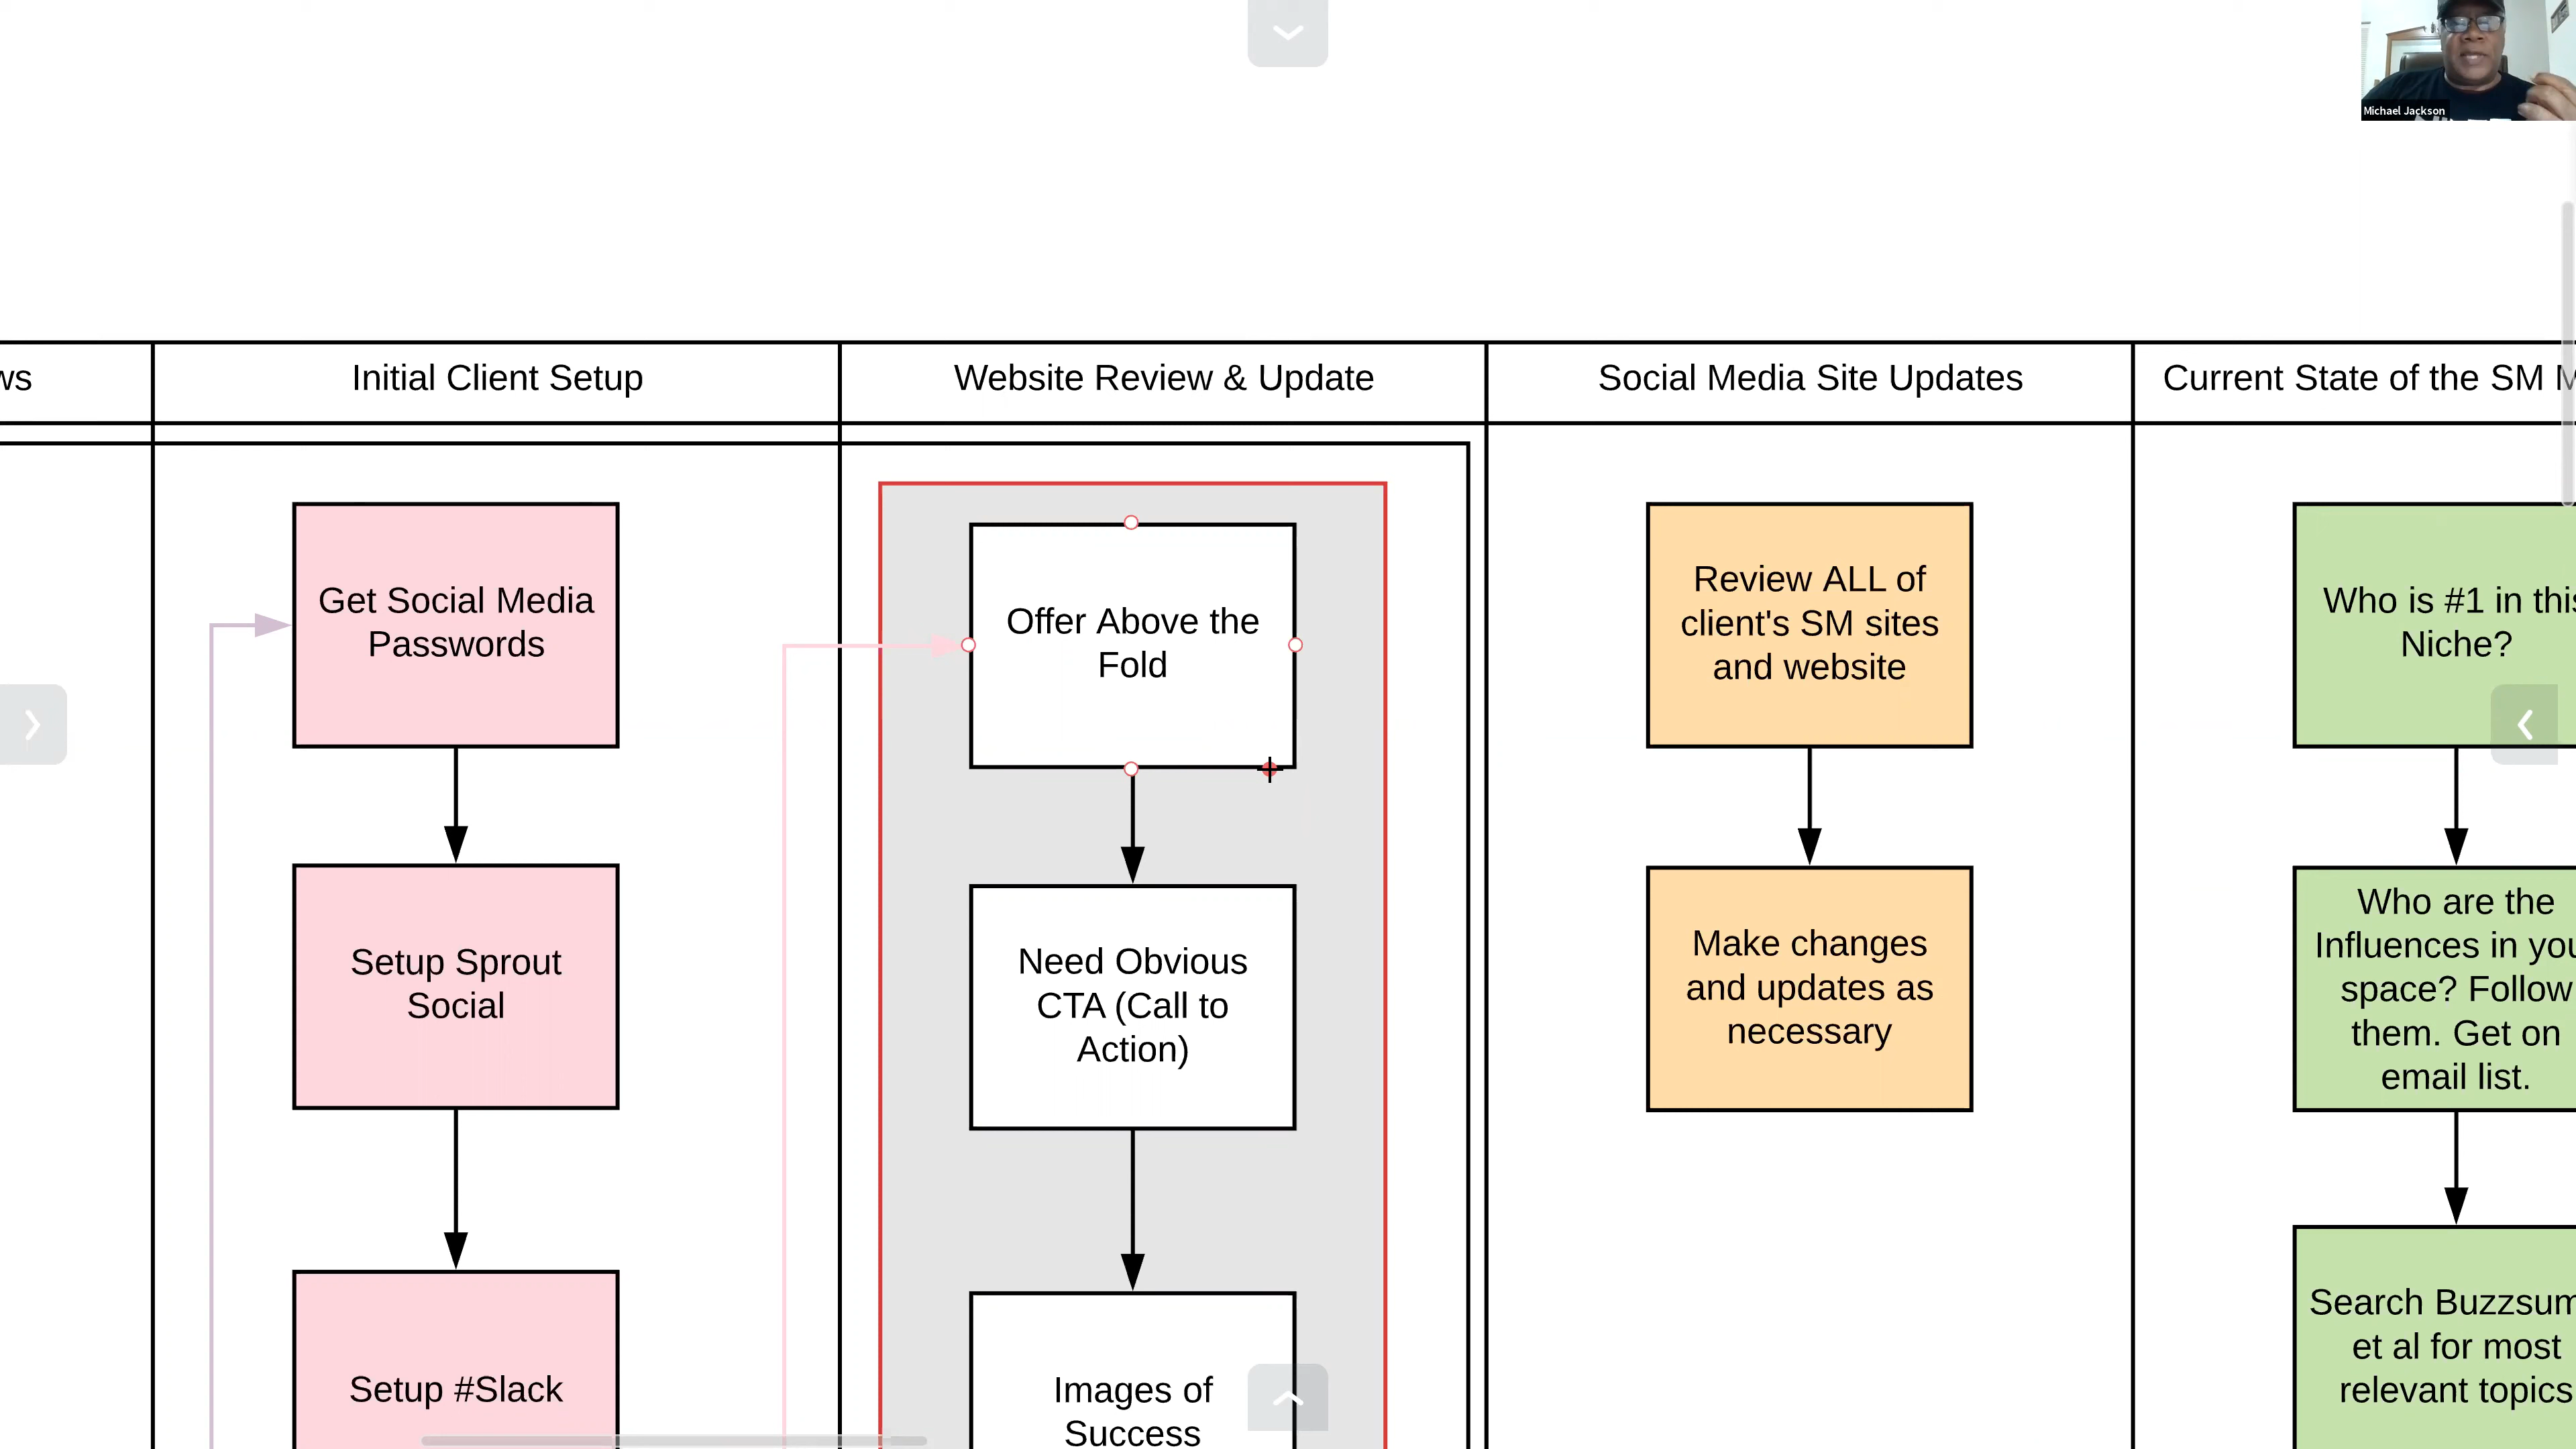 Michael Jackson
ws
Initial Client Setup
Website Review & Update
Social Media Site Updates
Current State of the SM M
Get Social Media
Passwords
Setup Sprout
Social
Setup #Slack
Offer Above the
Fold
Need Obvious
CTA (Call to
Action)
Images of
Success
Review ALL of
client's SM sites
and website
Make changes
and updates as
necessary
Who is #1 in this
Niche?
Who are the
Influences in you
space? Follow
them. Get on
email list.
Search Buzzsum
et al for most
relevant topics